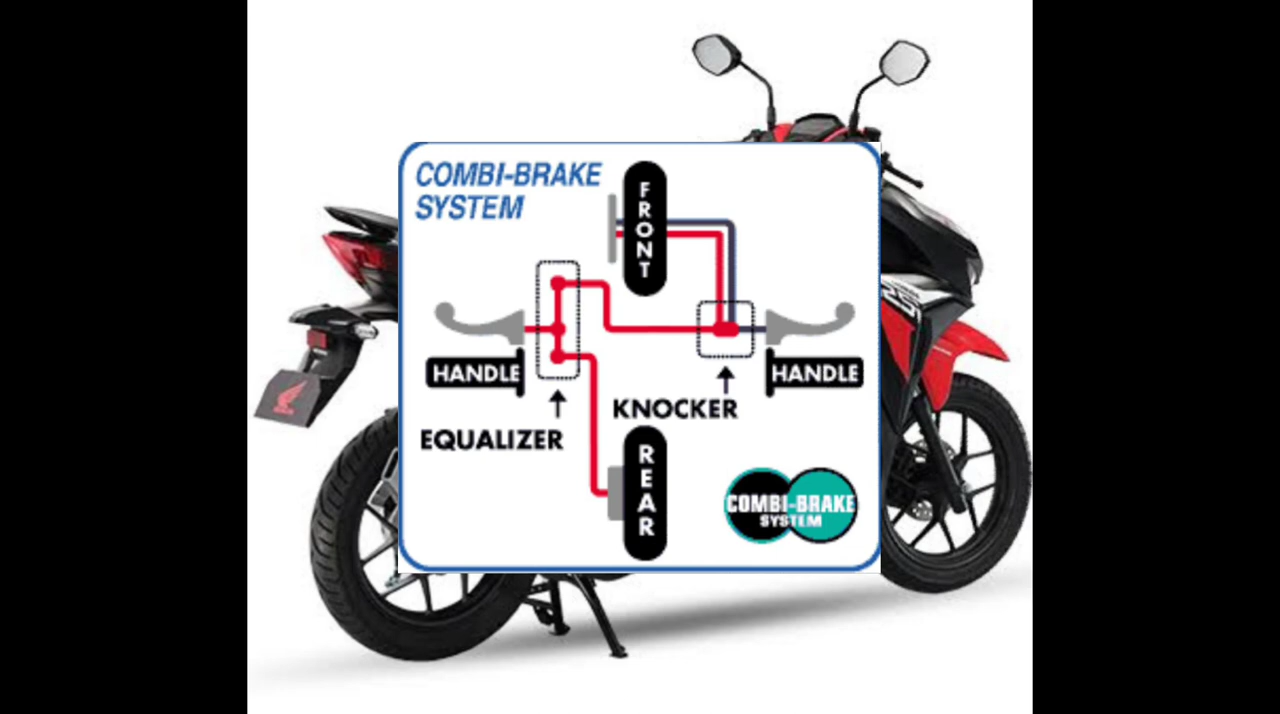 COMBI-BRAKE
SYSTEM
FRONT
HANDLE
HANDLE
KNOCKER
EQUALIZER
REAR
COMBI-BRAKE
SYSTEM